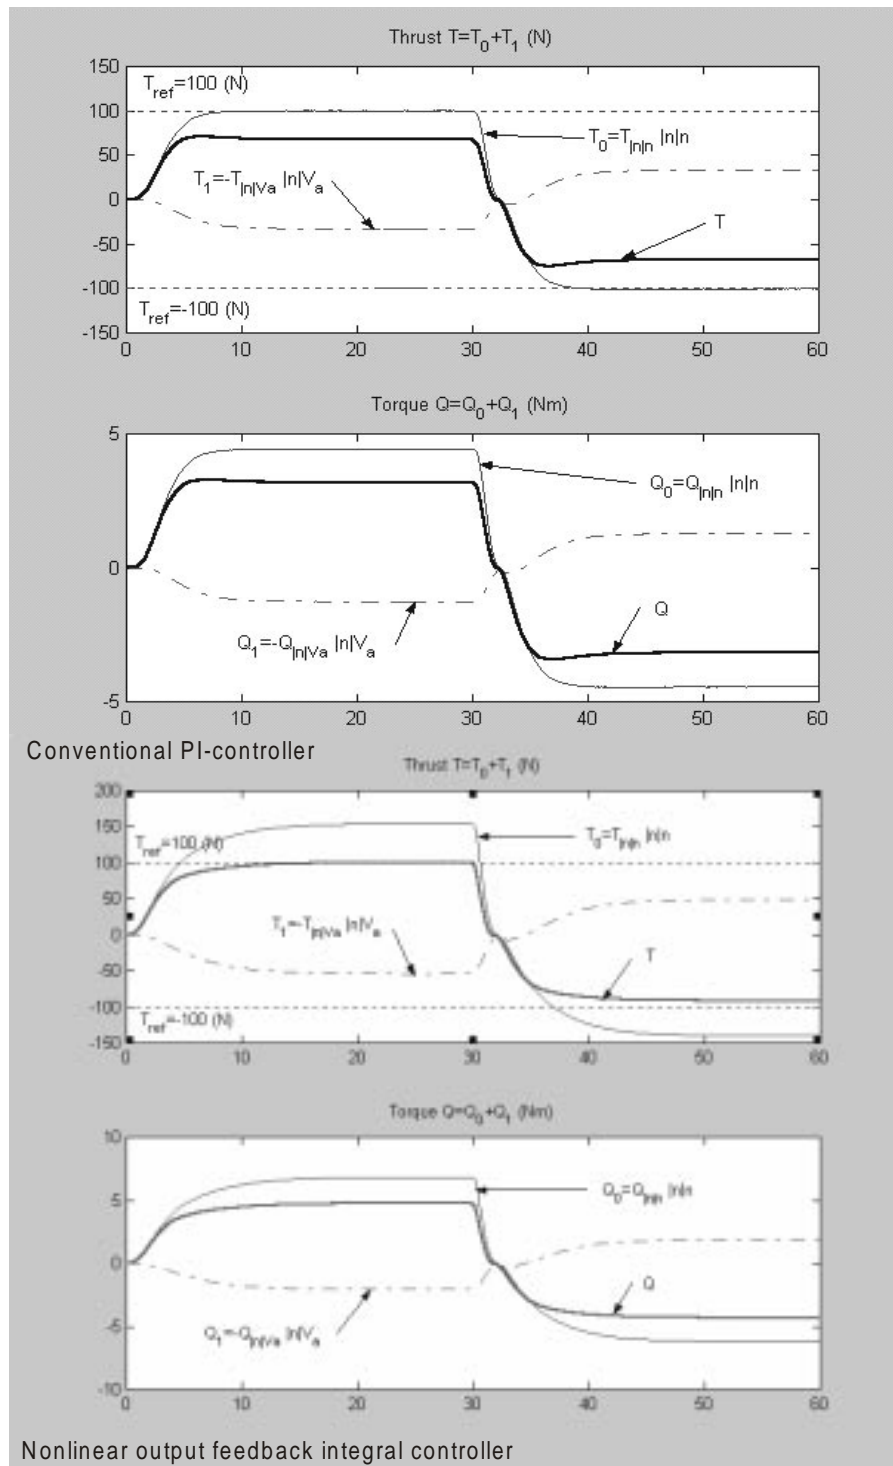 Thrust T=T0+T1 (N)
150
Tref=100 (N)
100
T0=T|n|n |n|n
50
T1=-T|n|Va |n|Va
0
T
-50
-100
Tref=-100 (N)
-150
0 10 20 30 40 50 60
Torque Q=Q0+Q1 (Nm)
5
Q0=Q|n|n |n|n
0
Q
Q1=-Q|n|Va |n|Va
-5
0 10 20 30 40 50 60
Conventional PI-controller
Thrust T=T0+T1 (N)
200
150
T0=T|n|n |n|n
Tref=100 (N)
100
50
T1=-T|n|Va |n|Va
0
T
-50
-100
Tref=-100 (N)
-150
0 10 20 30 40 50 60
Torque Q=Q0+Q1 (Nm)
10
Q0=Q|n|n |n|n
5
0
Q
Q1=-Q|n|Va |n|Va
-5
-10
0 10 20 30 40 50 60
Nonlinear output feedback integral controller